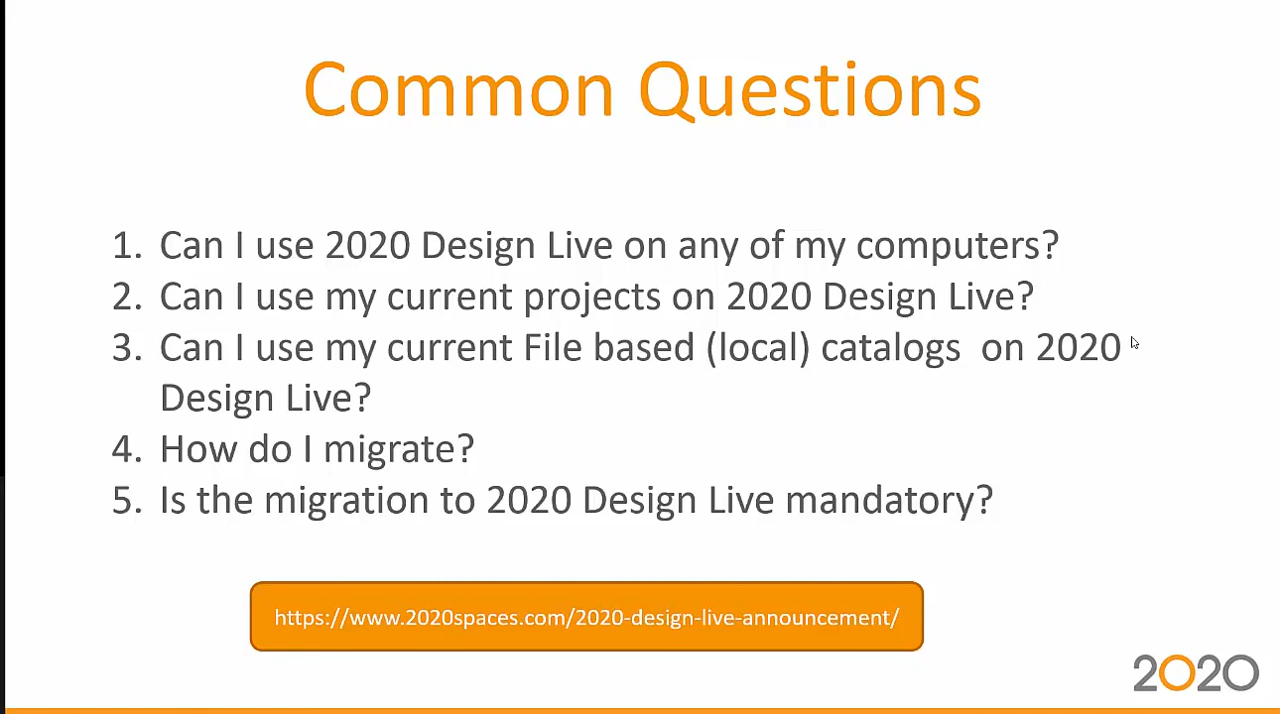 Common Questions
1. Can I use 2020 Design Live on any of my computers?
2. Can I use my current projects on 2020 Design Live?
3. Can I use my current File based (local) catalogs  on 2020
Design Live?
4. How do I migrate?
5. Is the migration to 2020 Design Live mandatory?
https://www.2020spaces.com/2020-design-live-announcement/
2020